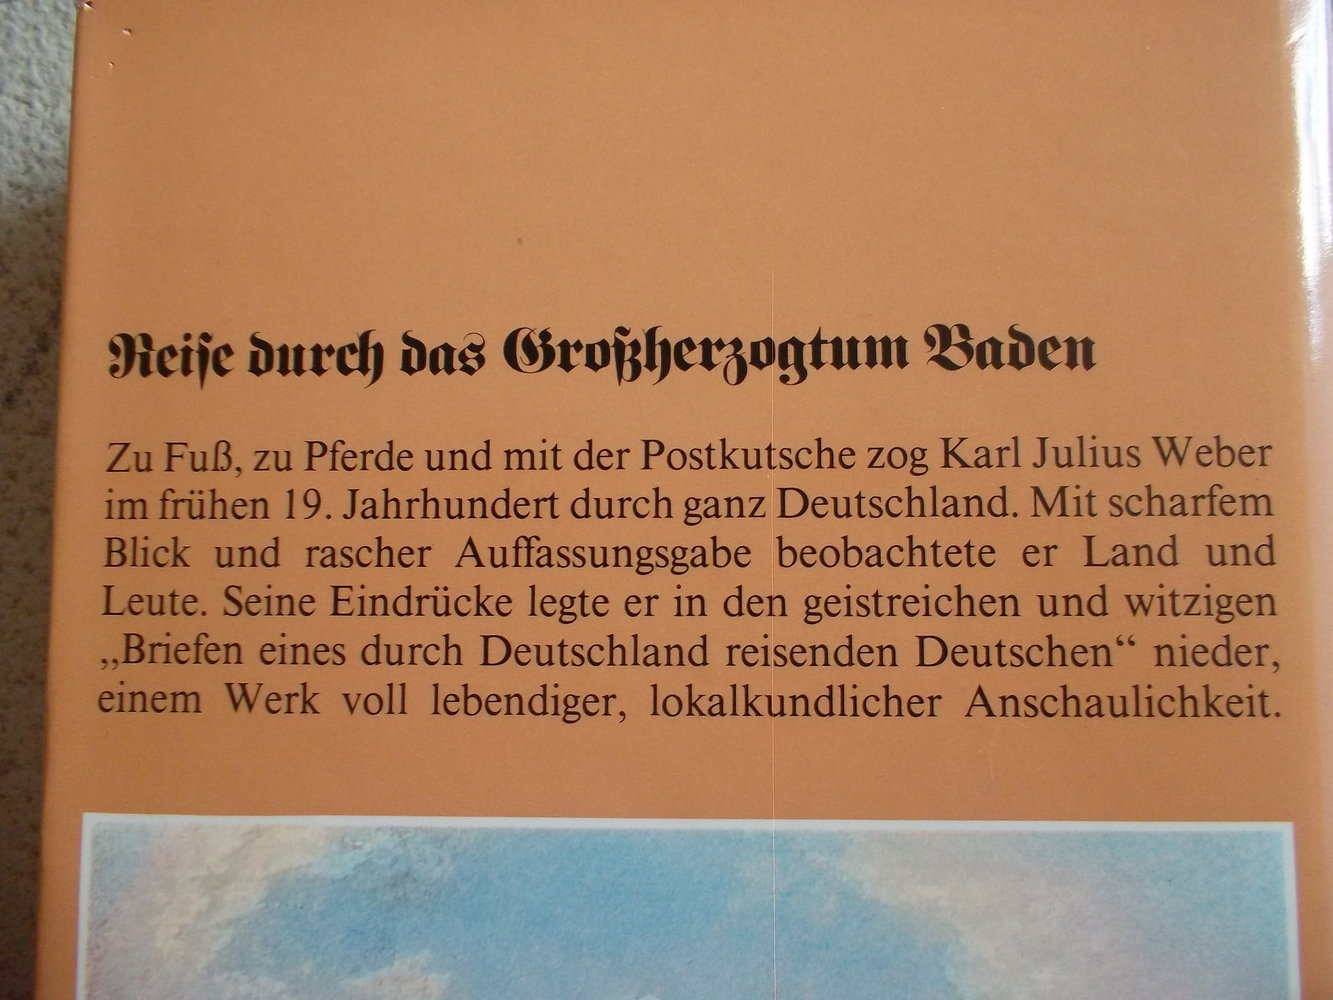 Reise durch das Großherzogtum Baden
Zu Fuß, zu Pferde und mit der Postkutsche zog Karl Julius Weber
im frühen 19. Jahrhundert durch ganz Deutschland. Mit scharfem
Blick und rascher Auffassungsgabe beobachtete er Land und
Leute. Seine Eindrücke legte er in den geistreichen und witzigen
„Briefen eines durch Deutschland reisenden Deutschen“ nieder,
einem Werk voll lebendiger, lokalkundlicher Anschaulichkeit.